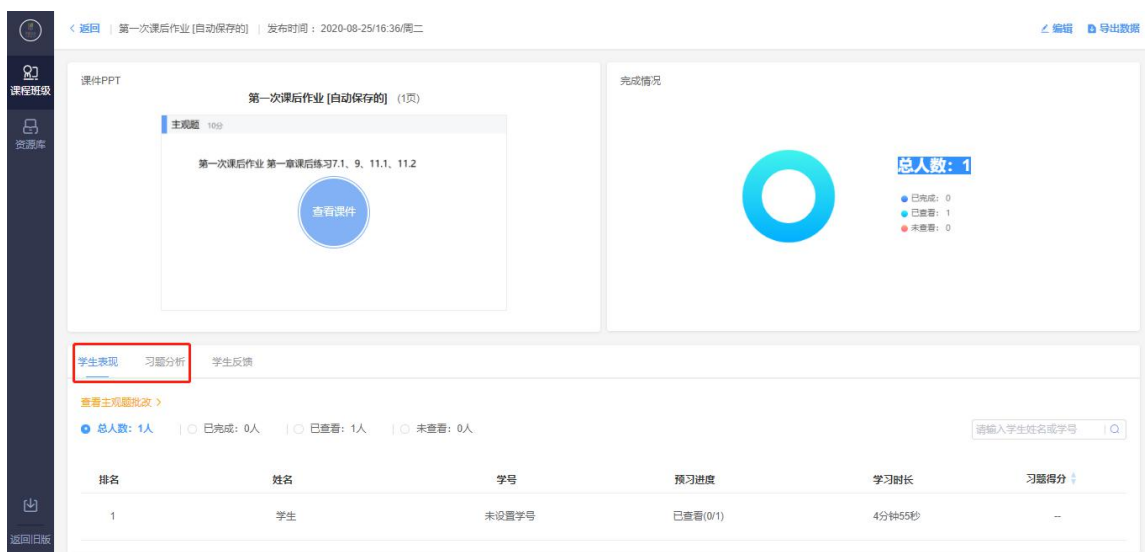 返回 | 第一次课后作业 [自动保存的] | 发布时间 : 2020-08-25/16:36/周二
编辑 导出数据
课程班级
资源库
课件PPT
第一次课后作业 [自动保存的] (1页)
主观题 10分
第一次课后作业 第一章课后练习7.1、9、11.1、11.2
查看课件
完成情况
总人数: 1
已完成: 0
已查看: 1
未查看: 0
学生表现 习题分析 学生反馈
查看主观题批改 >
总人数: 1人 | 已完成: 0人 | 已查看: 1人 | 未查看: 0人
请输入学生姓名或学号
排名 姓名 学号 预习进度 学习时长 习题得分
1 学生 未设置学号 已查看(0/1) 4分钟55秒 --
返回旧版